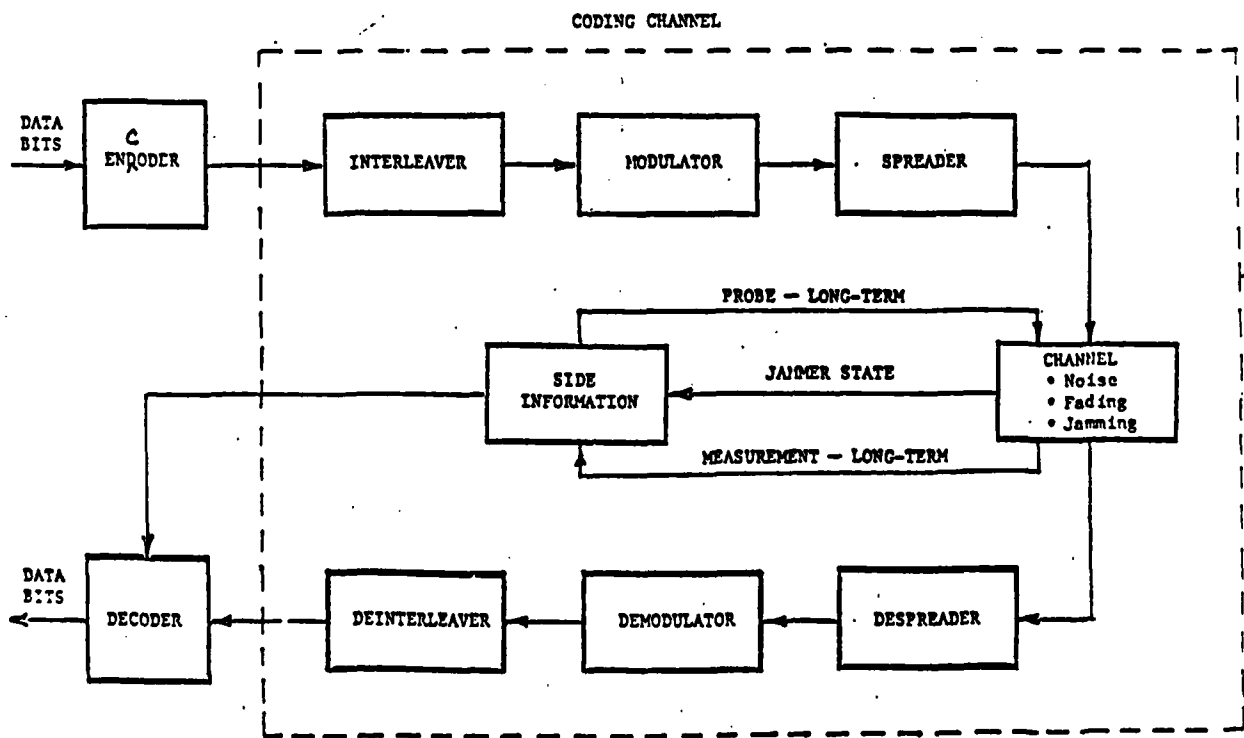 CODING CHANNEL
DATA
BITS
ENCODER
INTERLEAVER
MODULATOR
SPREADER
PROBE — LONG-TERM
SIDE
INFORMATION
JAMMER STATE
CHANNEL
• Noise
• Fading
• Jamming
MEASUREMENT — LONG-TERM
DATA
BITS
DECODER
DEINTERLEAVER
DEMODULATOR
DESPREADER